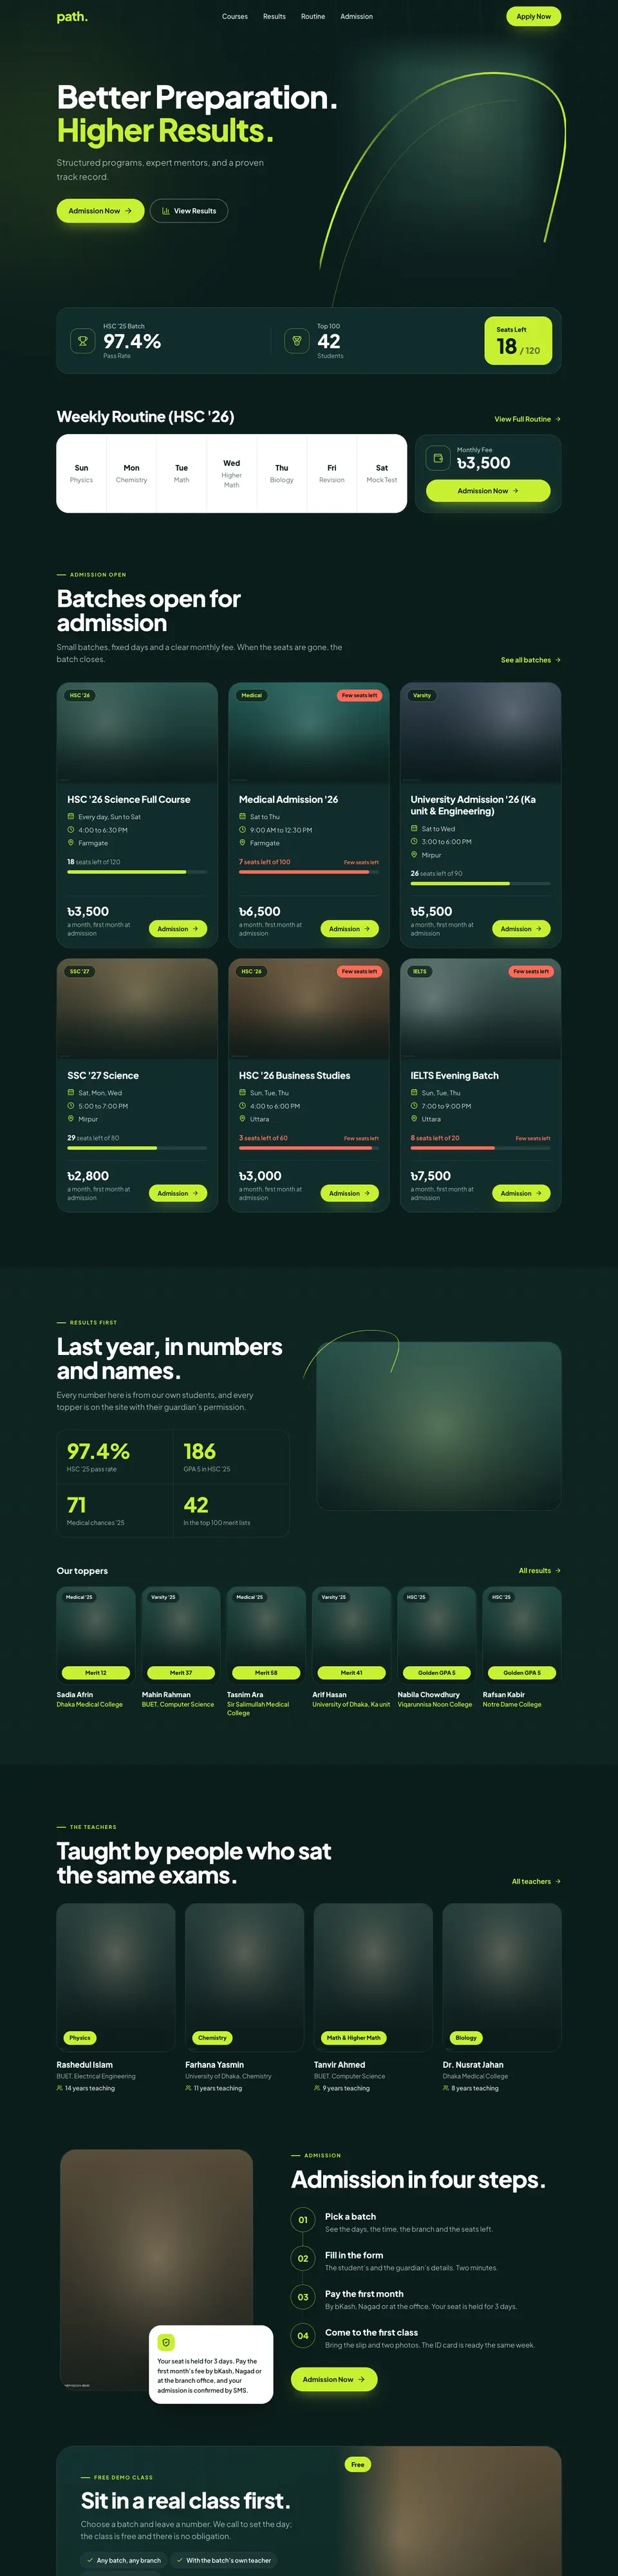 path.
Courses
Results
Routine
Admission
Apply Now
Better Preparation.
Higher Results.
Structured programs, expert mentors, and a proven
track record.
Admission Now
View Results
HSC '25 Batch
97.4%
Pass Rate
Top 100
42
Students
Seats Left
18 / 120
Weekly Routine (HSC '26)
View Full Routine
Sun
Physics
Mon
Chemistry
Tue
Math
Wed
Higher
Math
Thu
Biology
Fri
Revision
Sat
Mock Test
Monthly Fee
৳3,500
Admission Now
ADMISSION OPEN
Batches open for
admission
Small batches, fixed days and a clear monthly fee. When the seats are gone, the
batch closes.
See all batches
HSC '26
HSC '26 Science Full Course
Every day, Sun to Sat
4:00 to 6:30 PM
Farmgate
18 seats left of 120
৳3,500
a month, first month at
admission
Admission
Medical
Few seats left
Medical Admission '26
Sat to Thu
9:00 AM to 12:30 PM
Farmgate
7 seats left of 100
Few seats left
৳6,500
a month, first month at
admission
Admission
Varsity
University Admission '26 (Ka
unit & Engineering)
Sat to Wed
3:00 to 6:00 PM
Mirpur
26 seats left of 90
৳5,500
a month, first month at
admission
Admission
SSC '27
SSC '27 Science
Sat, Mon, Wed
5:00 to 7:00 PM
Mirpur
29 seats left of 80
৳2,800
a month, first month at
admission
Admission
HSC '26
Few seats left
HSC '26 Business Studies
Sun, Tue, Thu
4:00 to 6:00 PM
Uttara
3 seats left of 60
Few seats left
৳3,000
a month, first month at
admission
Admission
IELTS
Few seats left
IELTS Evening Batch
Sun, Tue, Thu
7:00 to 9:00 PM
Uttara
8 seats left of 20
Few seats left
৳7,500
a month, first month at
admission
Admission
RESULTS FIRST
Last year, in numbers
and names.
Every number here is from our own students, and every
topper is on the site with their guardian's permission.
97.4%
HSC '25 pass rate
186
GPA 5 in HSC '25
71
Medical chances '25
42
In the top 100 merit lists
Our toppers
All results
Medical '25
Merit 12
Sadia Afrin
Dhaka Medical College
Varsity '25
Merit 37
Mahin Rahman
BUET, Computer Science
Medical '25
Merit 58
Tasnim Ara
Sir Salimullah Medical
College
Varsity '25
Merit 41
Arif Hasan
University of Dhaka, Ka unit
HSC '25
Golden GPA 5
Nabila Chowdhury
Viqarunnisa Noon College
HSC '25
Golden GPA 5
Rafsan Kabir
Notre Dame College
THE TEACHERS
Taught by people who sat
the same exams.
All teachers
Physics
Rashedul Islam
BUET, Electrical Engineering
14 years teaching
Chemistry
Farhana Yasmin
University of Dhaka, Chemistry
11 years teaching
Math & Higher Math
Tanvir Ahmed
BUET, Computer Science
9 years teaching
Biology
Dr. Nusrat Jahan
Dhaka Medical College
8 years teaching
Your seat is held for 3 days. Pay the
first month's fee by bKash, Nagad or
at the branch office, and your
admission is confirmed by SMS.
ADMISSION
Admission in four steps.
01
Pick a batch
See the days, the time, the branch and the seats left.
02
Fill in the form
The student's and the guardian's details. Two minutes.
03
Pay the first month
By bKash, Nagad or at the office. Your seat is held for 3 days.
04
Come to the first class
Bring the slip and two photos. The ID card is ready the same week.
Admission Now
FREE DEMO CLASS
Sit in a real class first.
Choose a batch and leave a number. We call to set the day;
the class is free and there is no obligation.
Any batch, any branch
With the batch's own teacher
Free